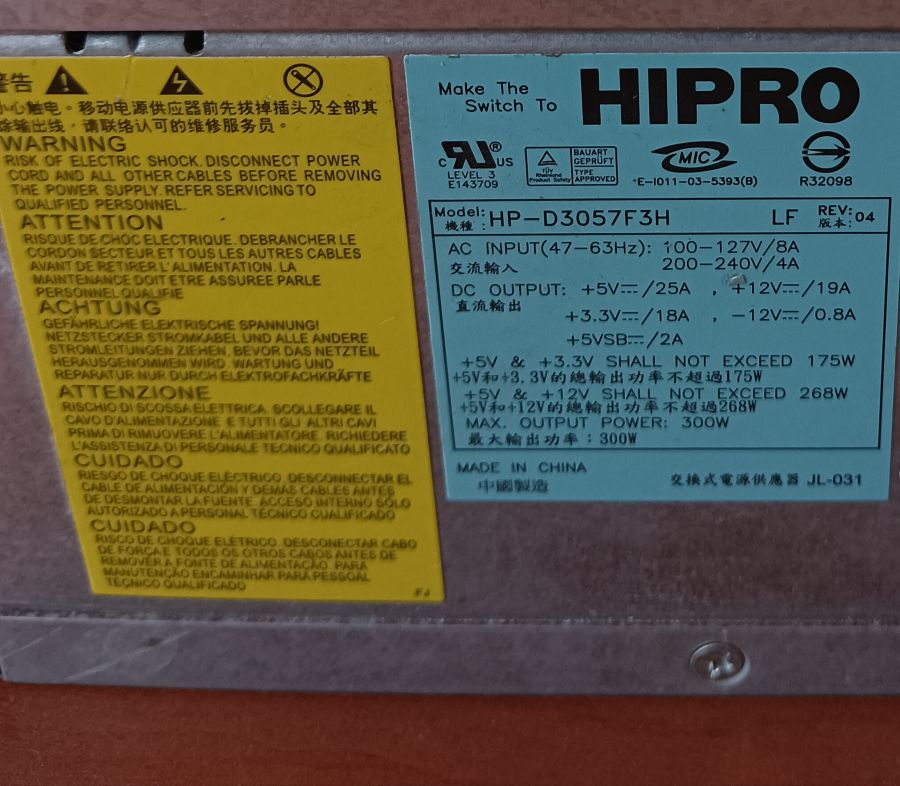 警告
小心触电。移动电源供应器前先拔掉插头及全部其
除输出线，请联络认可的维修服务员。
WARNING
RISK OF ELECTRIC SHOCK. DISCONNECT POWER
CORD AND ALL OTHER CABLES BEFORE REMOVING
THE POWER SUPPLY. REFER SERVICING TO
QUALIFIED PERSONNEL.
ATTENTION
RISQUE DE CHOC ELECTRIQUE. DEBRANCHER LE
CORDON SECTEUR ET TOUS LES AUTRES CABLES
AVANT DE RETIRER L'ALIMENTATION. LA
MAINTENANCE DOIT ETRE ASSUREE PARLE
PERSONNEL QUALIFIE
ACHTUNG
GEFÄHRLICHE ELEKTRISCHE SPANNUNG!
NETZSTECKER STROMKABEL UND ALLE ANDERE
STROMLEITUNGEN ZIEHEN, BEVOR DAS NETZTEIL
HERAUSGENOMMEN WIRD. WARTUNG UND
REPARATUR NUR DURCH ELEKTROFACHKRÄFTE
ATTENZIONE
RISCHIO DI SCOSSA ELETTRICA. SCOLLEGARE IL
CAVO D'ALIMENTAZIONE E TUTTI GLI ALTRI CAVI
PRIMA DI RIMUOVERE L'ALIMENTATORE. RICHIEDERE
L'ASSISTENZA DI PERSONALE TECNICO QUALIFICATO
CUIDADO
RIESGO DE CHOQUE ELÉCTRICO. DESCONNECTAR EL
CABLE DE ALIMENTACIÓN Y DEMAS CABLES ANTES
DE DESMONTAR LA FUENTE. ACCESO INTERNO SÓLO
AUTORIZADO A PERSONAL TÉCNICO CUALIFICADO
CUIDADO
RISCO DE CHOQUE ELÉTRICO. DESCONECTAR CABO
DE FORÇA E TODOS OS OTROS CABOS ANTES DE
REMOVER A FONTE DE ALIMENTAÇÃO. PARA
MANUTENÇÃO ENCAMINHAR PARA PESSOAL
TÉCNICO QUALIFICADO
FJ
Make The
Switch To
HIPRO
c RU® US
LEVEL 3
E143709
TÜV
Rheinland
Product Safety
BAUART
GEPRÜFT
TYPE
APPROVED
MIC
E-I011-03-5393(B)
R32098
Model: HP-D3057F3H LF REV: 04
機種: 版本:
AC INPUT(47-63Hz): 100-127V/8A
交流輸入 200-240V/4A
DC OUTPUT: +5V⎓/25A , +12V⎓/19A
直流輸出
+3.3V⎓/18A , -12V⎓/0.8A
+5VSB⎓/2A
+5V & +3.3V SHALL NOT EXCEED 175W
+5V和+3.3V的總輸出功率不超過175W
+5V & +12V SHALL NOT EXCEED 268W
+5V和+12V的總輸出功率不超過268W
MAX. OUTPUT POWER: 300W
最大輸出功率：300W
MADE IN CHINA
中國製造
交換式電源供應器 JL-031